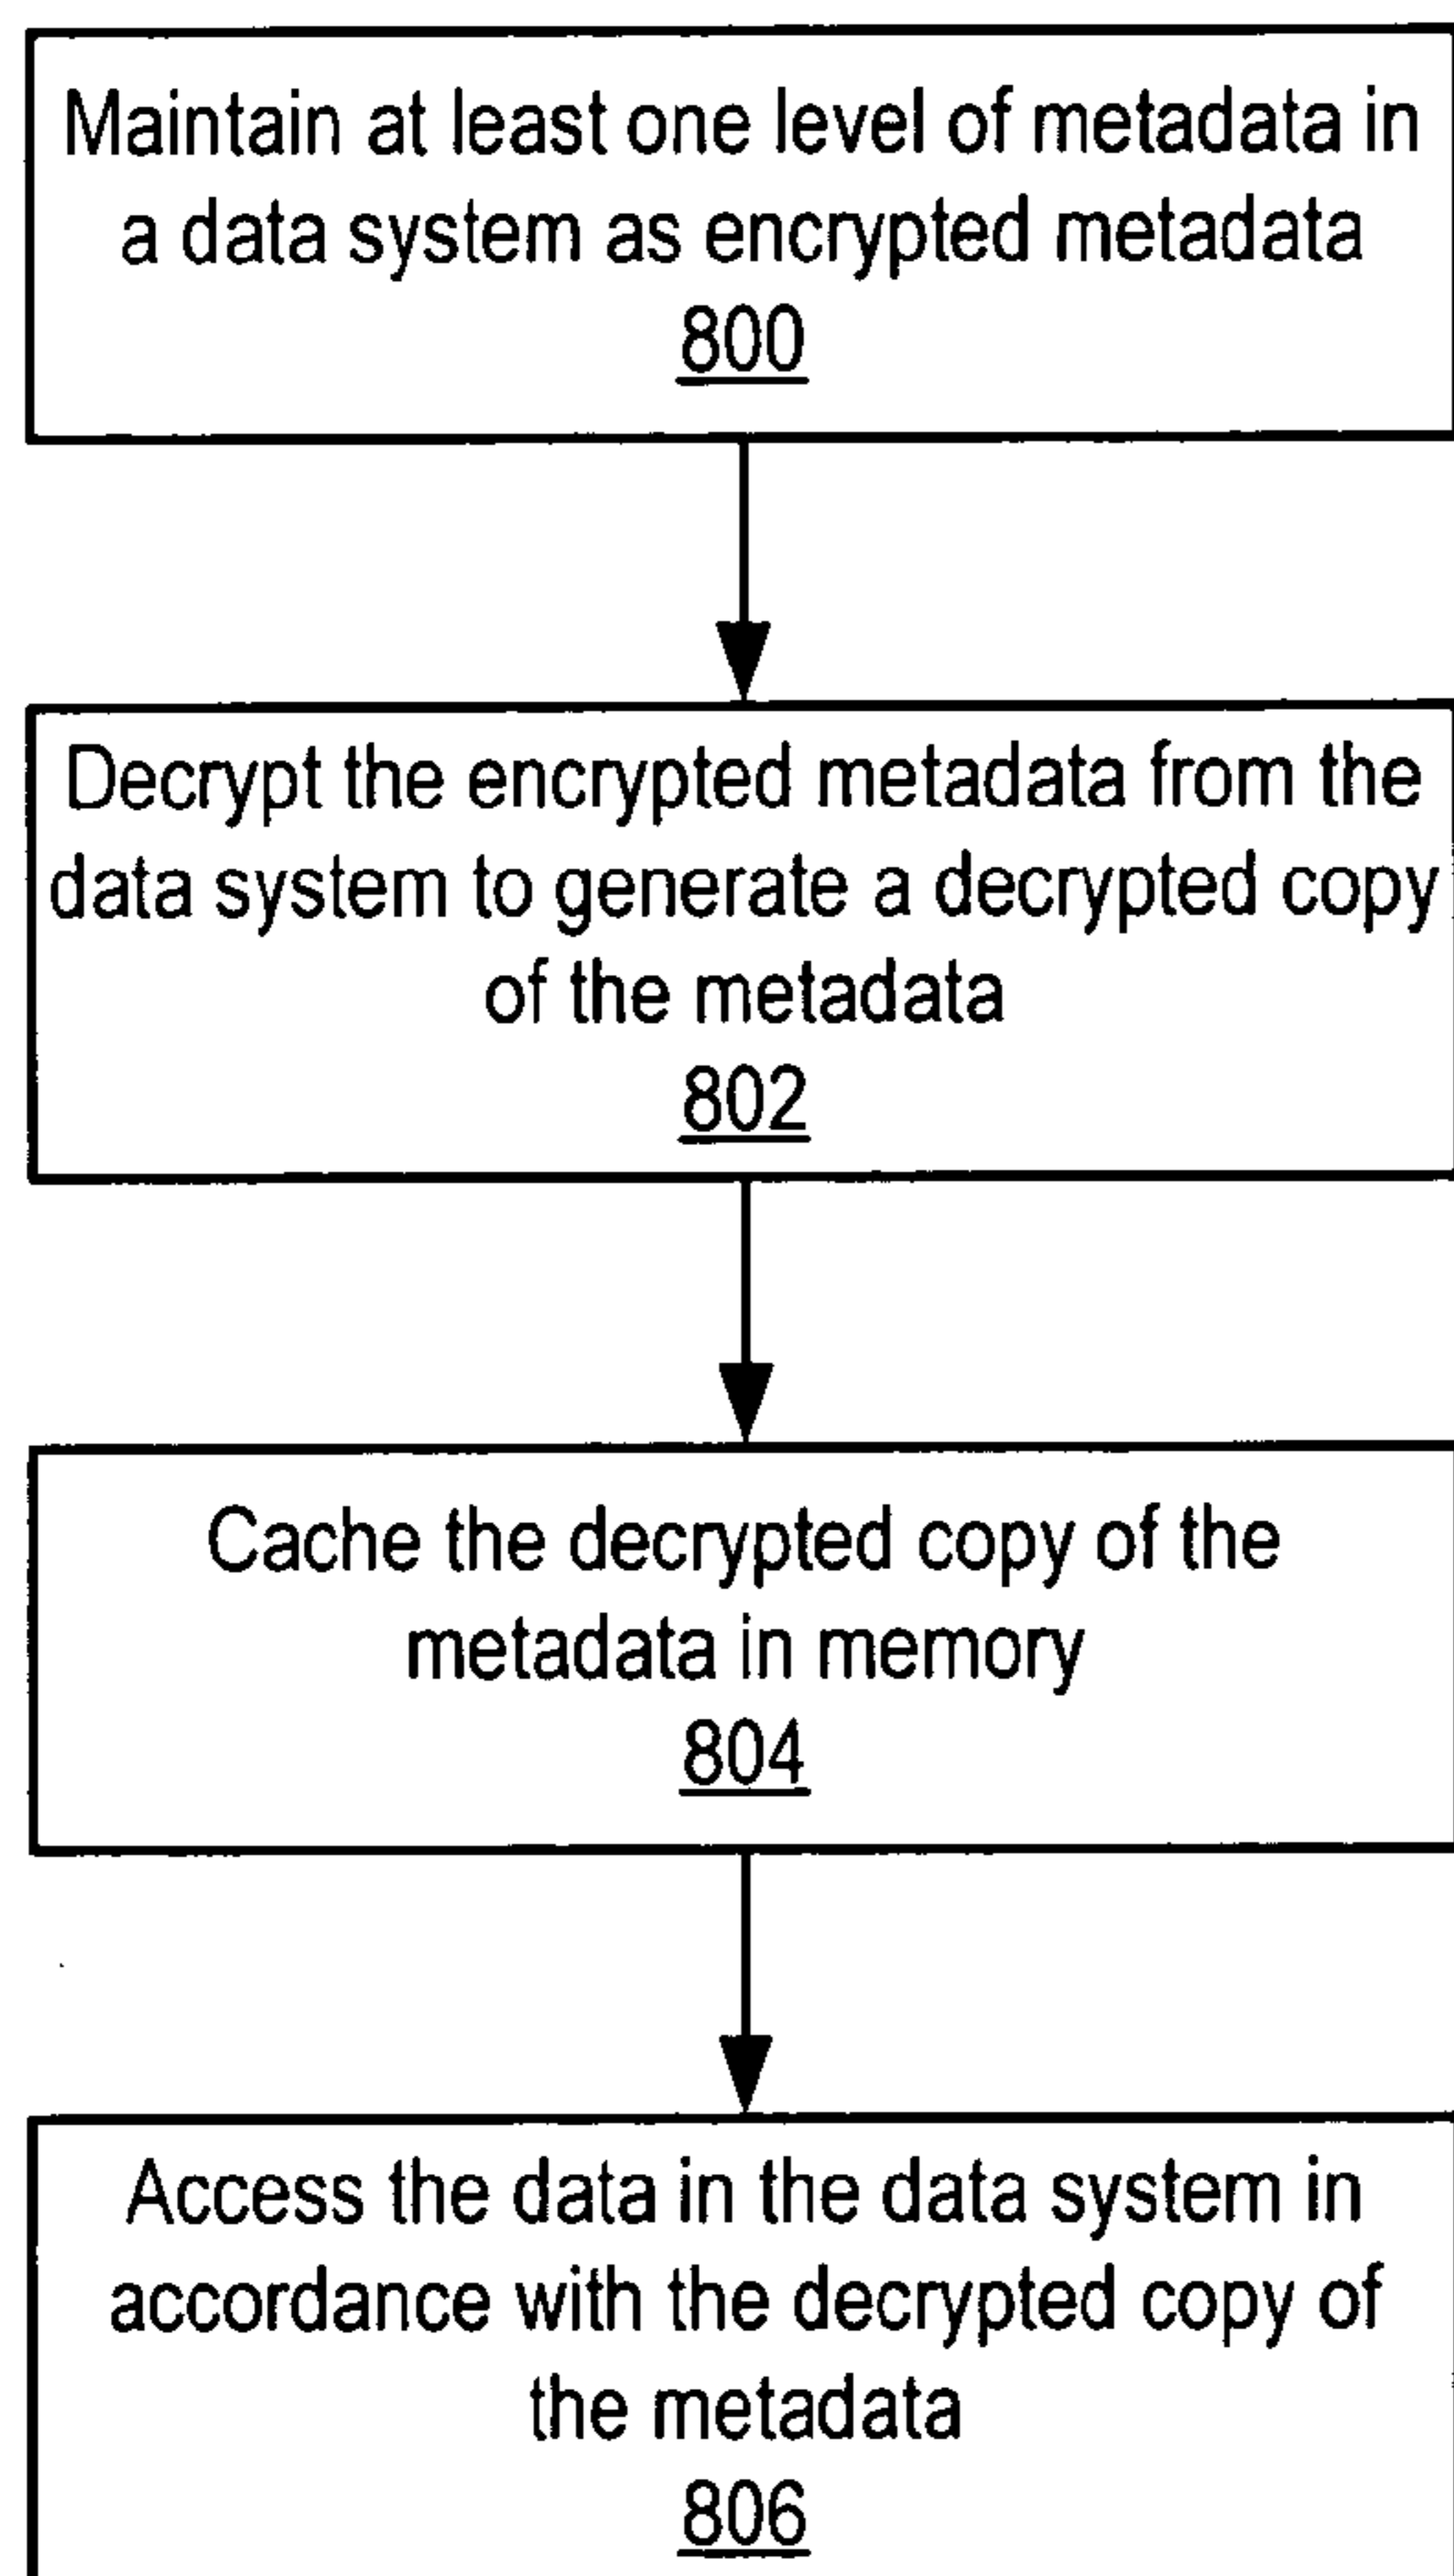 Maintain at least one level of metadata in
a data system as encrypted metadata
800
Decrypt the encrypted metadata from the
data system to generate a decrypted copy
of the metadata
802
Cache the decrypted copy of the
metadata in memory
804
Access the data in the data system in
accordance with the decrypted copy of
the metadata
806